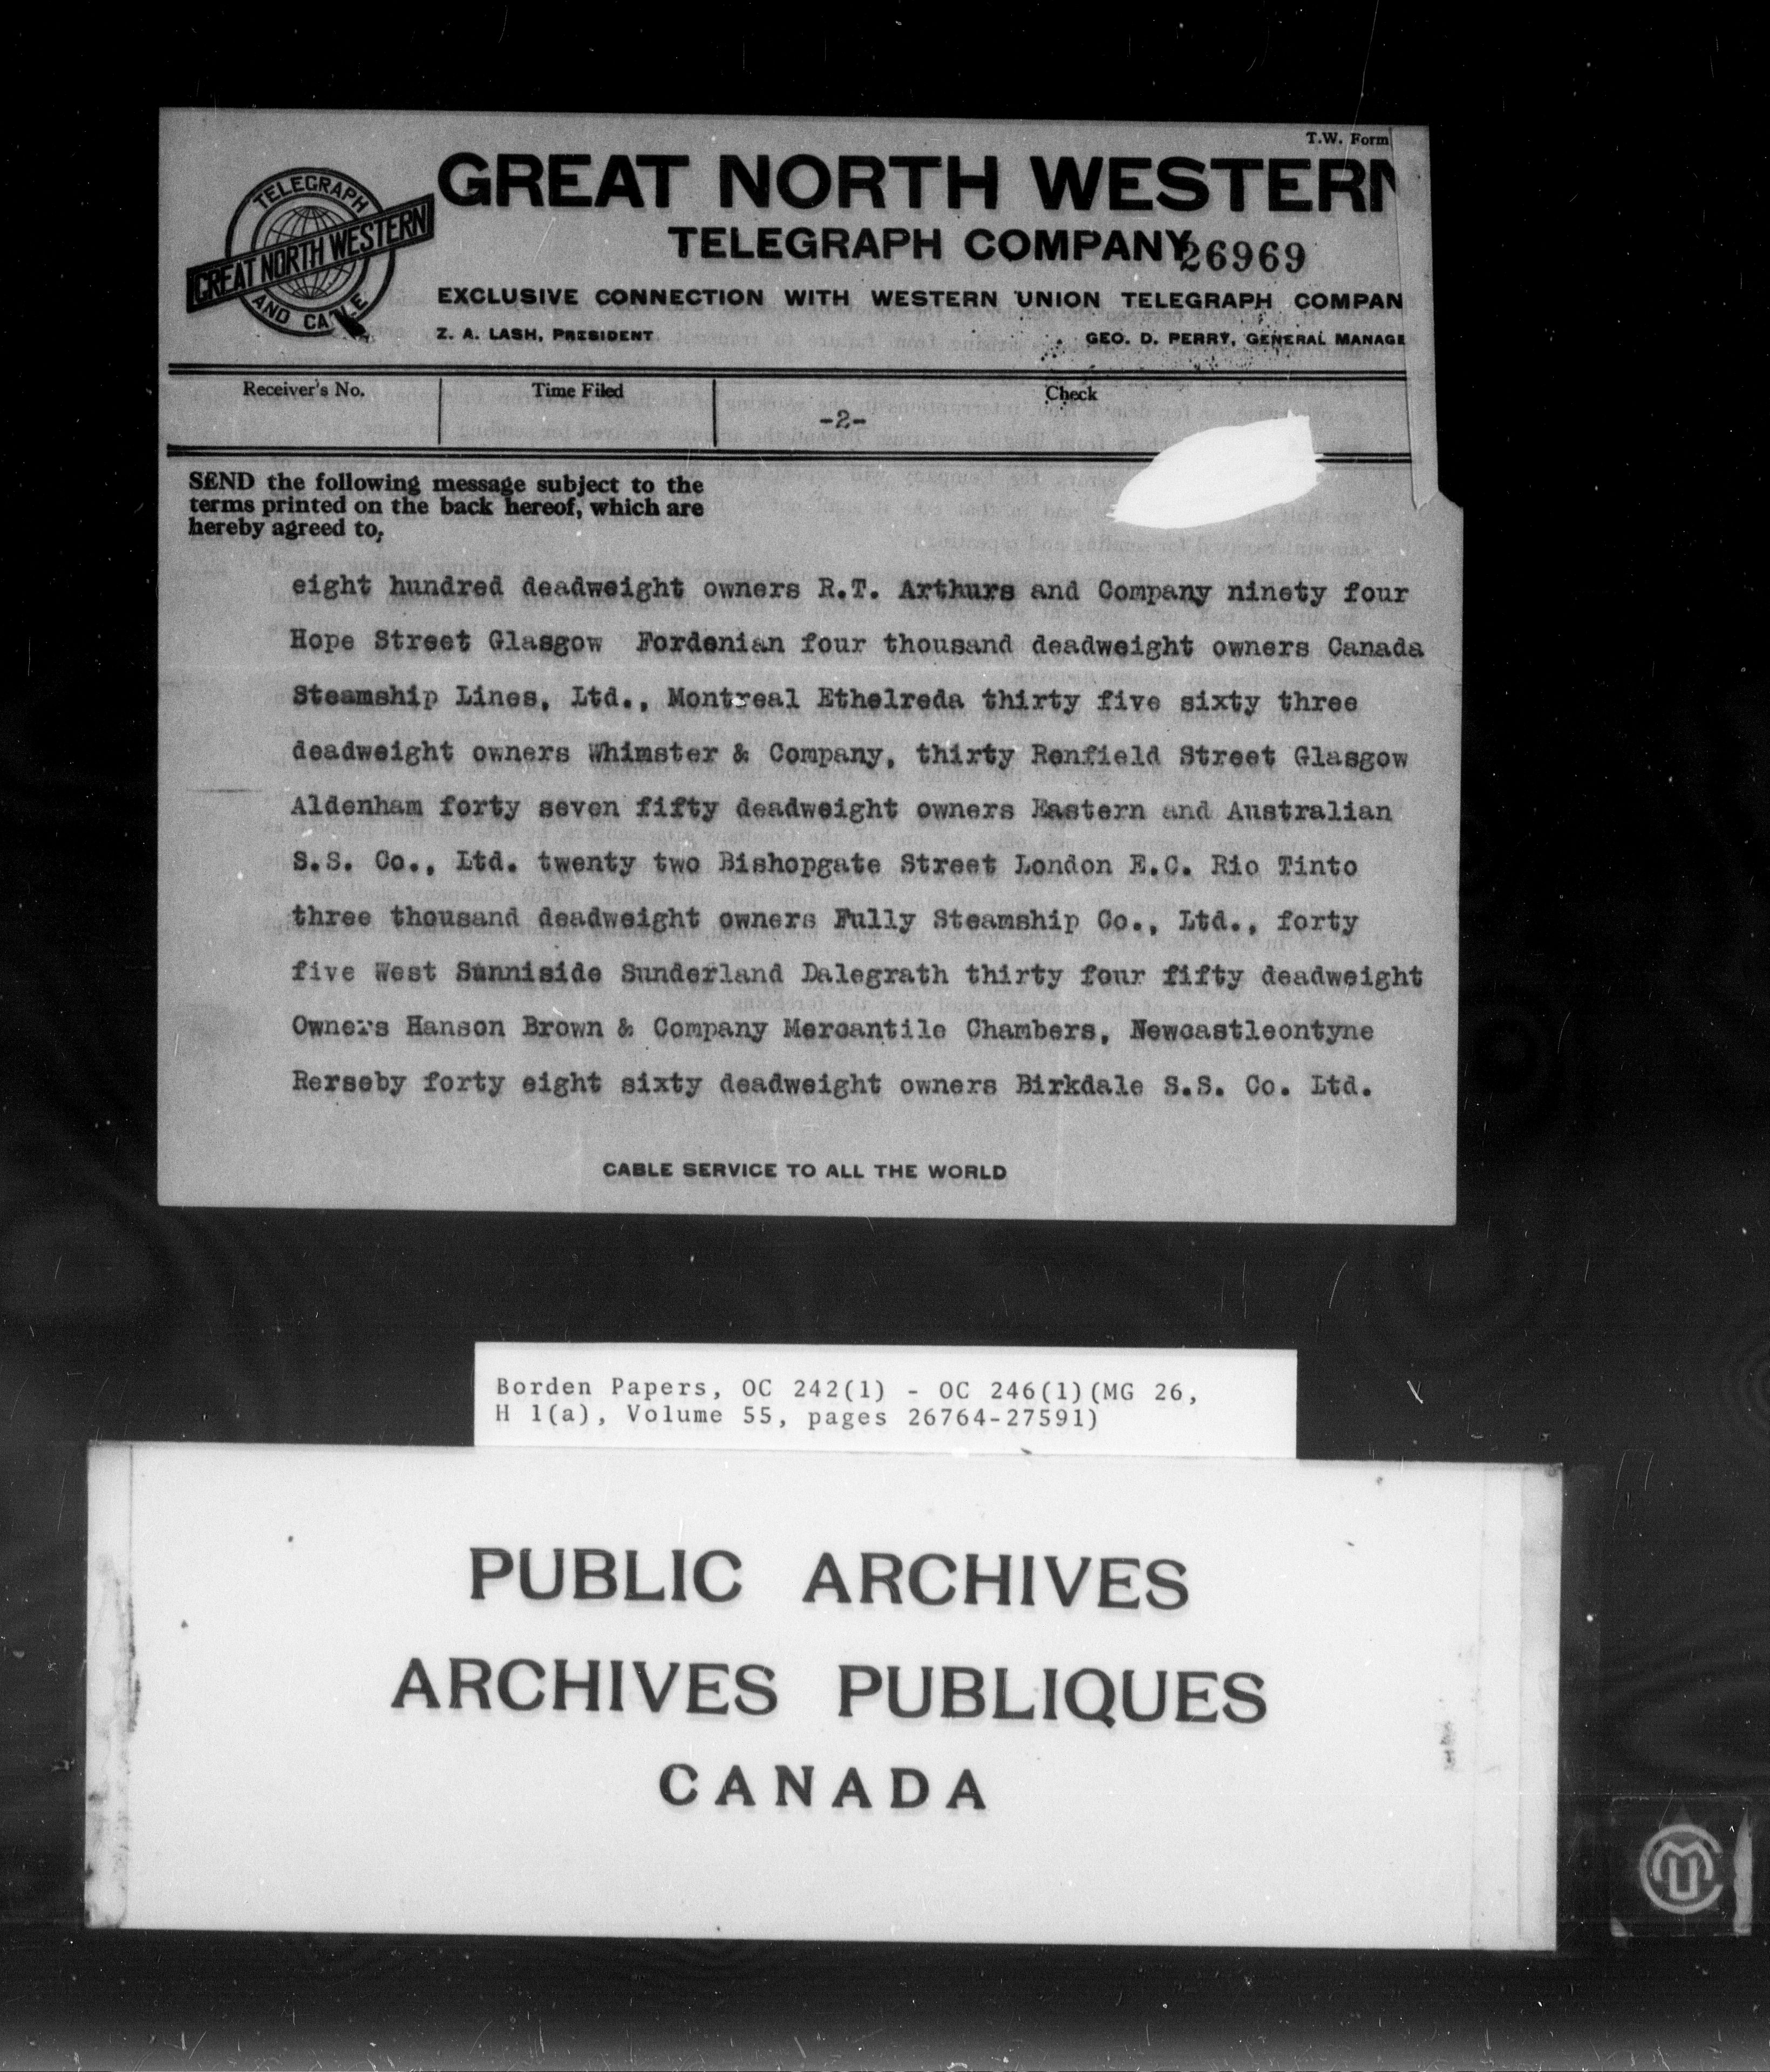 T.W. Form
GREAT NORTH WESTERN
TELEGRAPH COMPANY 26969
TELEGRAPH
GREAT NORTH WESTERN
AND CABLE
EXCLUSIVE CONNECTION WITH WESTERN UNION TELEGRAPH COMPAN
Z. A. LASH, PRESIDENT GEO. D. PERRY, GENERAL MANAGE
Receiver's No. Time Filed Check
-2-
SEND the following message subject to the
terms printed on the back hereof, which are
hereby agreed to,
eight hundred deadweight owners R.T. Arthurs and Company ninety four
Hope Street Glasgow Fordenian four thousand deadweight owners Canada
Steamship Lines, Ltd., Montreal Ethelreda thirty five sixty three
deadweight owners Whimster & Company, thirty Renfield Street Glasgow
Aldenham forty seven fifty deadweight owners Eastern and Australian
S.S. Co., Ltd. twenty two Bishopgate Street London E.C. Rio Tinto
three thousand deadweight owners Fully Steamship Co., Ltd., forty
five West Sunniside Sunderland Dalegrath thirty four fifty deadweight
Owners Hanson Brown & Company Mercantile Chambers, Newcastleontyne
Rerseby forty eight sixty deadweight owners Birkdale S.S. Co. Ltd.
CABLE SERVICE TO ALL THE WORLD
Borden Papers, OC 242(1) - OC 246(1)(MG 26,
H 1(a), Volume 55, pages 26764-27591)
PUBLIC ARCHIVES
ARCHIVES PUBLIQUES
CANADA